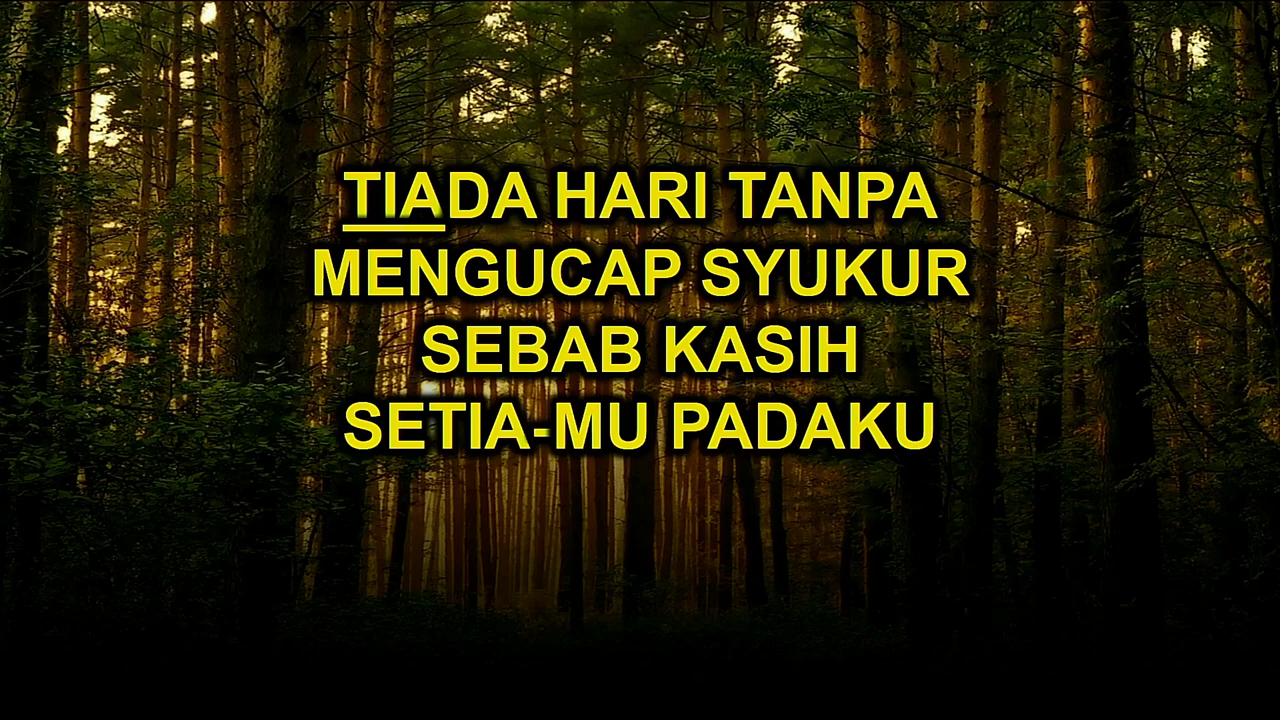 TIADA HARI TANPA
MENGUCAP SYUKUR
SEBAB KASIH
SETIA-MU PADAKU